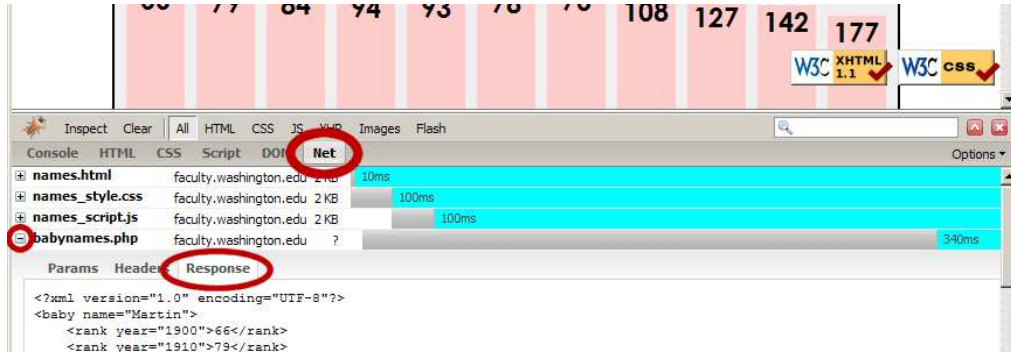 66 79 84 94 93 108 127 142 177
W3C XHTML 1.1 W3C css
Inspect Clear All HTML CSS JS XHR Images Flash
Console HTML CSS Script DOM Net Options
names.html faculty.washington.edu 2 KB 10ms
names_style.css faculty.washington.edu 2 KB 100ms
names_script.js faculty.washington.edu 2 KB 100ms
babynames.php faculty.washington.edu ? 340ms
Params Headers Response
<?xml version="1.0" encoding="UTF-8"?>
<baby name="Martin">
<rank year="1900">66</rank>
<rank year="1910">79</rank>